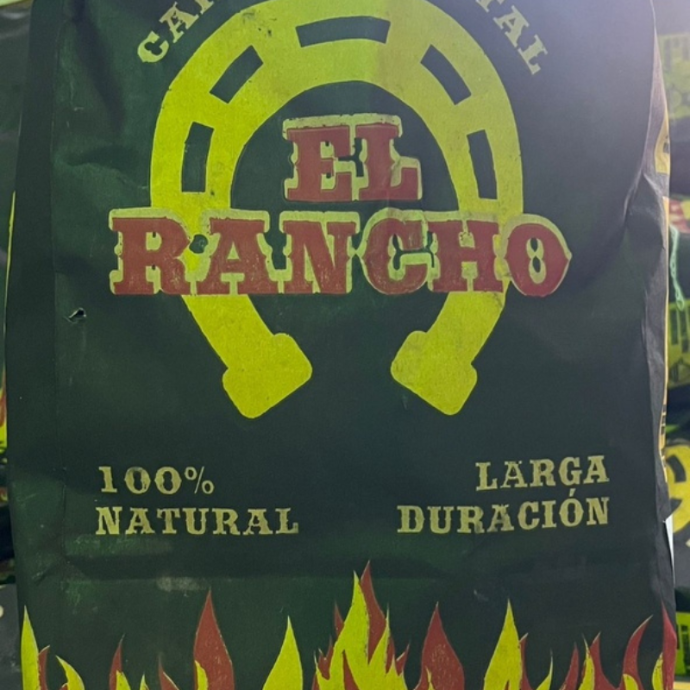 EL
RANCHO
100%
NATURAL
LARGA
DURACIÓN